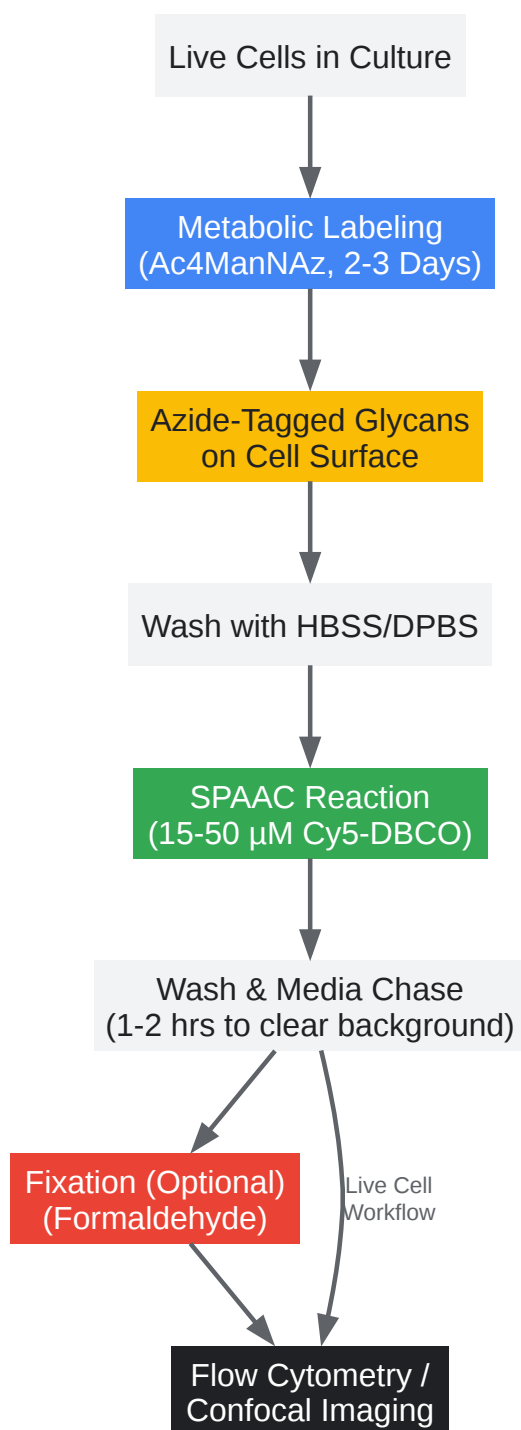 Live Cells in Culture
Metabolic Labeling
(Ac4ManNAz, 2-3 Days)
Azide-Tagged Glycans
on Cell Surface
Wash with HBSS/DPBS
SPAAC Reaction
(15-50 µM Cy5-DBCO)
Wash & Media Chase
(1-2 hrs to clear background)
Fixation (Optional)
(Formaldehyde)
Live Cell
Workflow
Flow Cytometry /
Confocal Imaging